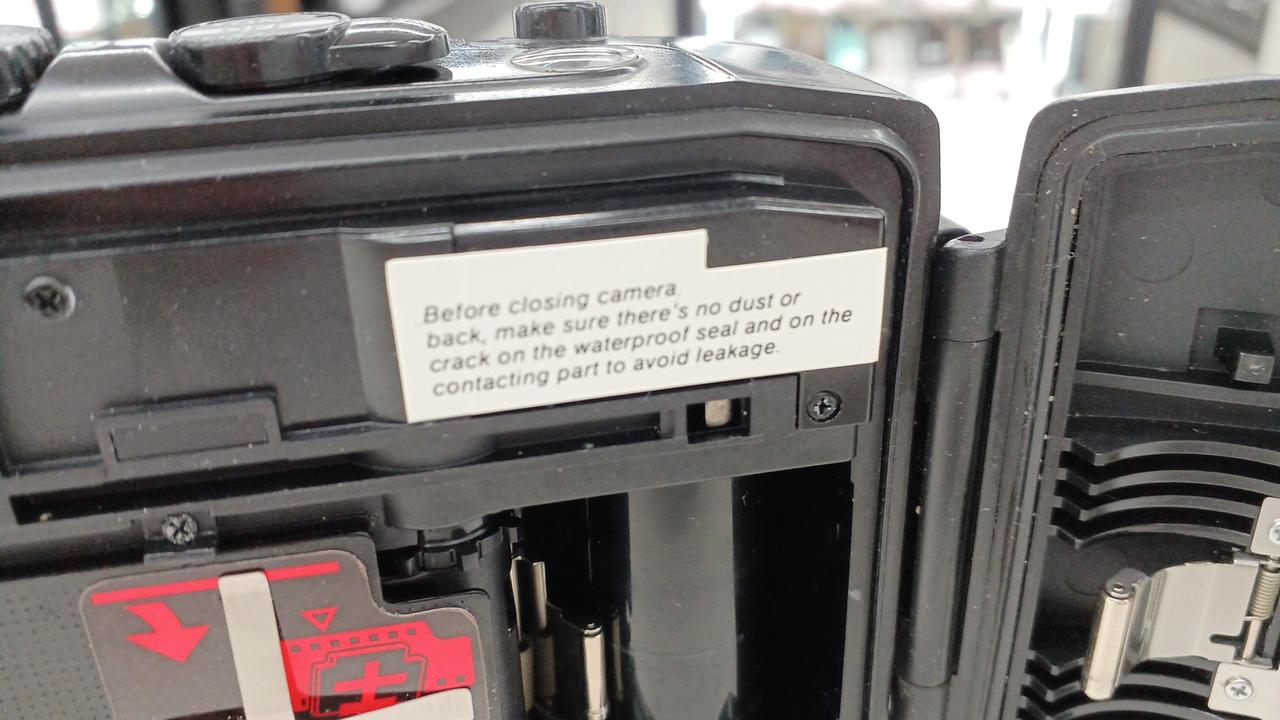 Before closing camera
back, make sure there's no dust or
crack on the waterproof seal and on the
contacting part to avoid leakage.